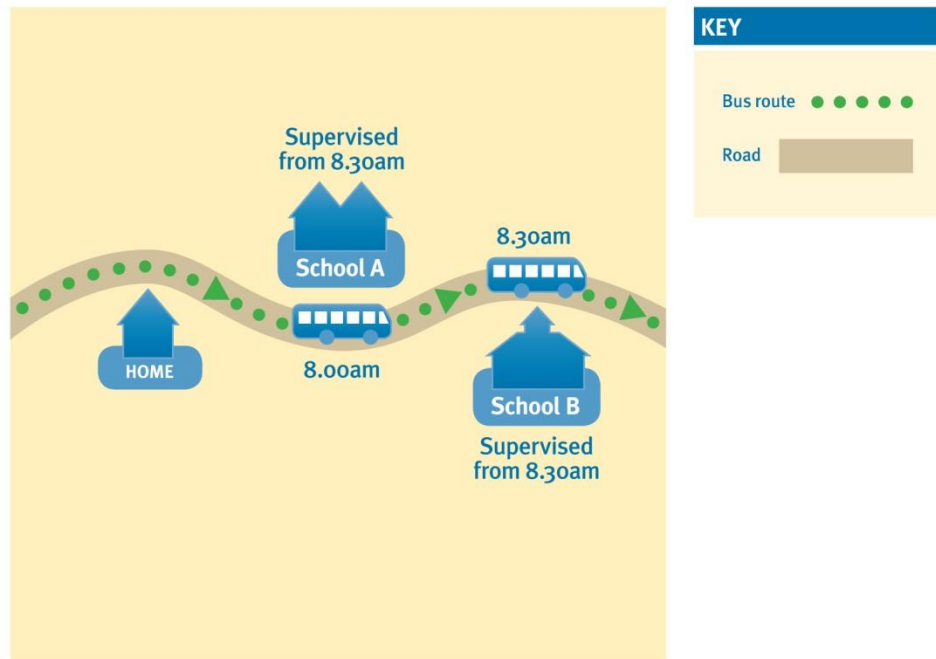 KEY
Bus route
Road
Supervised
from 8.30am
School A
8.30am
HOME
8.00am
School B
Supervised
from 8.30am